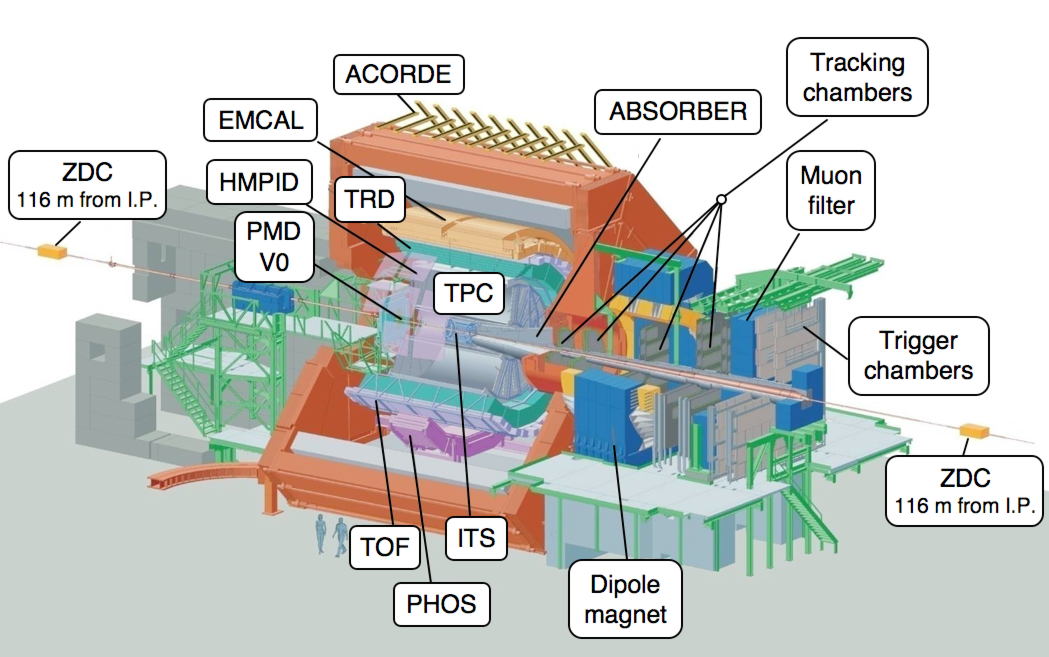 ACORDE
Tracking
chambers
ABSORBER
EMCAL
ZDC
116 m from I.P.
HMPID
TRD
Muon
filter
PMD
V0
TPC
Trigger
chambers
ZDC
116 m from I.P.
TOF
ITS
PHOS
Dipole
magnet